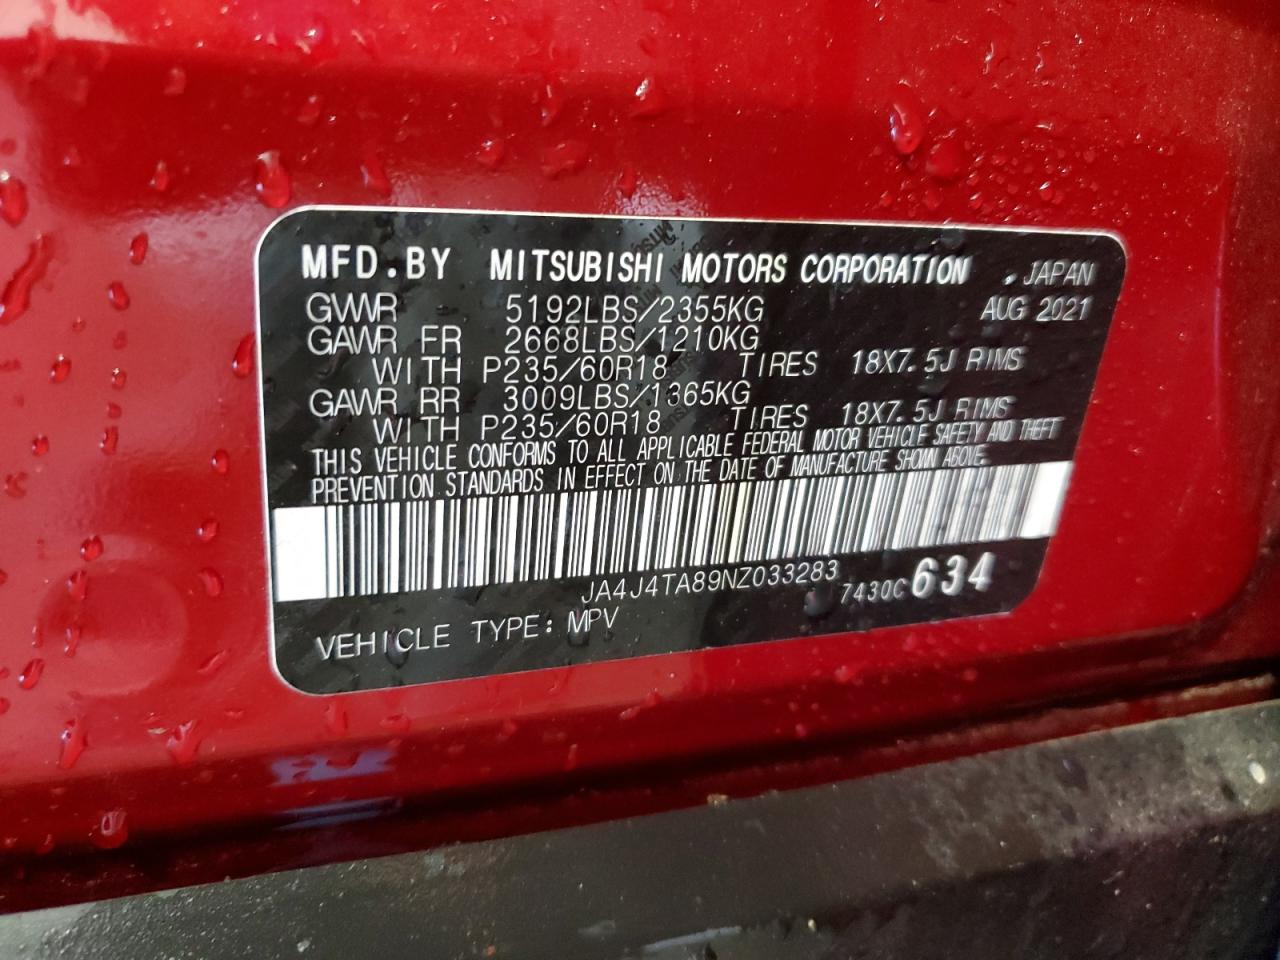 MFD.BY MITSUBISHI MOTORS CORPORATION . JAPAN
GVWR 5192LBS/2355KG AUG 2021
GAWR FR 2668LBS/1210KG
WITH P235/60R18 TIRES 18X7.5J RIMS
GAWR RR 3009LBS/1365KG
WITH P235/60R18 TIRES 18X7.5J RIMS
THIS VEHICLE CONFORMS TO ALL APPLICABLE FEDERAL MOTOR VEHICLE SAFETY AND THEFT
PREVENTION STANDARDS IN EFFECT ON THE DATE OF MANUFACTURE SHOWN ABOVE.
JA4J4TA89NZ033283 7430C 634
VEHICLE TYPE: MPV